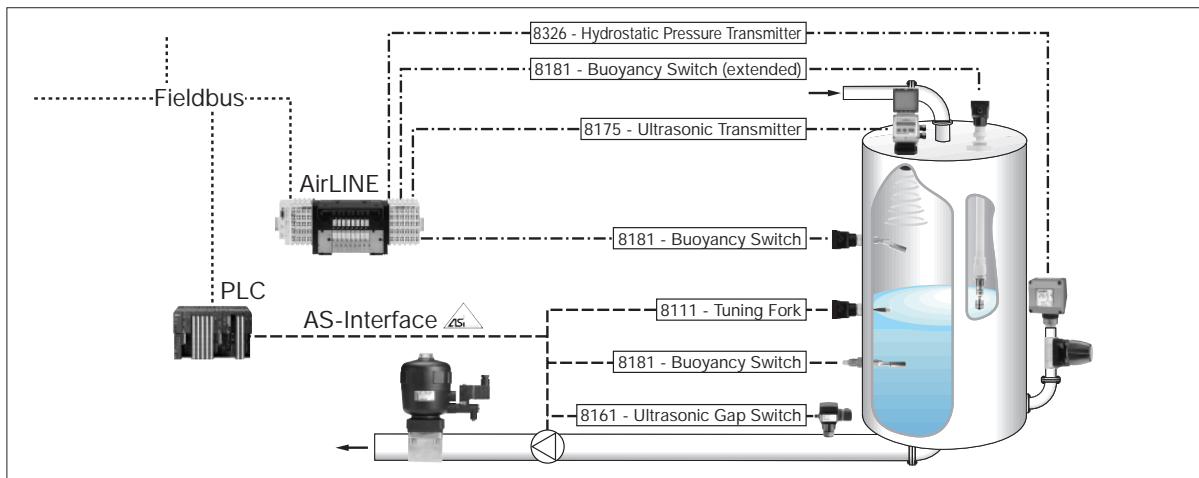 8326 - Hydrostatic Pressure Transmitter
8181 - Buoyancy Switch (extended)
Fieldbus
8175 - Ultrasonic Transmitter
AirLINE
8181 - Buoyancy Switch
PLC
AS-Interface
ASi
8111 - Tuning Fork
8181 - Buoyancy Switch
8161 - Ultrasonic Gap Switch